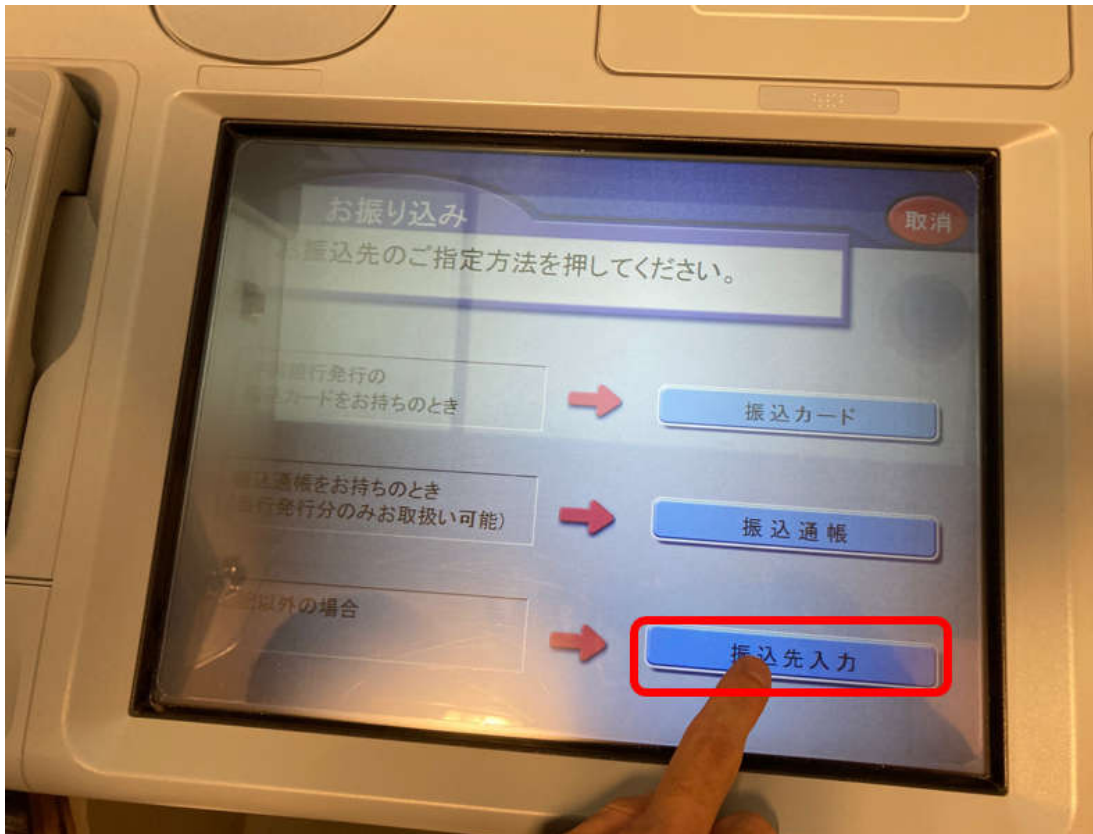 お振り込み
取消
お振込先のご指定方法を押してください。
銀行発行の
カードをお持ちのとき
振込カード
振込通帳をお持ちのとき
行発行分のみお取扱い可能)
振込通帳
以外の場合
振込先入力